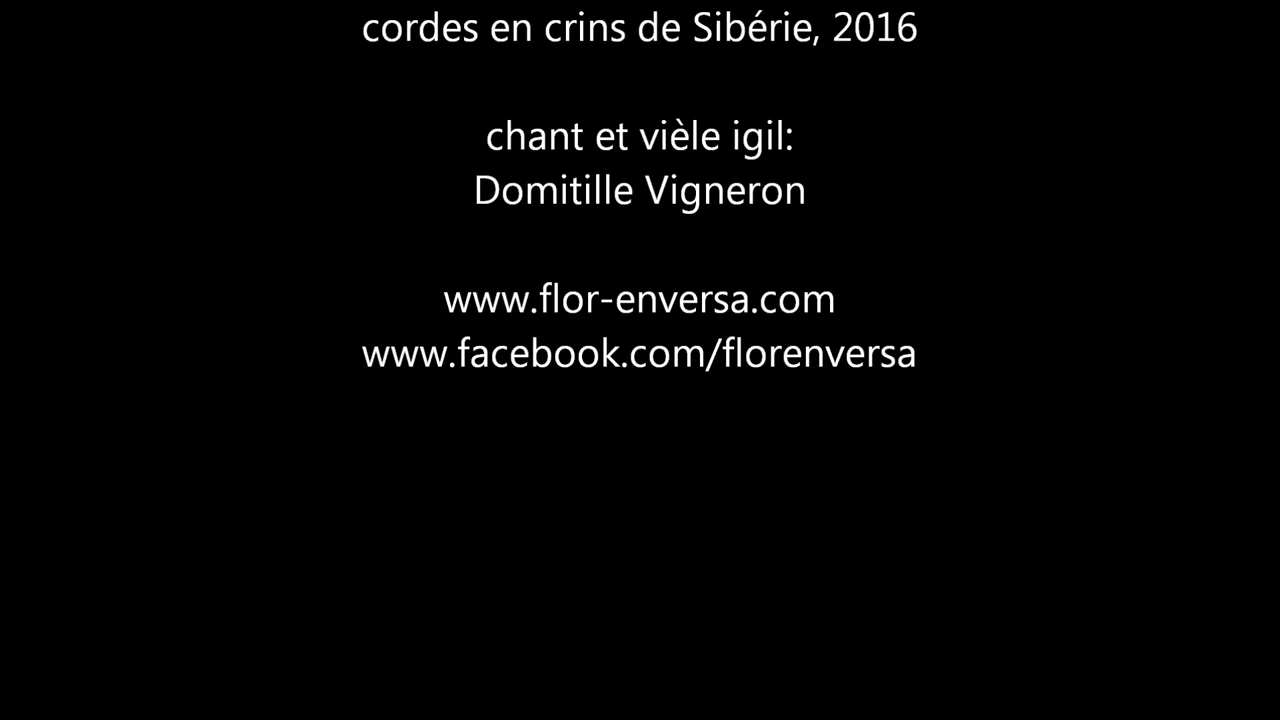 cordes en crins de Sibérie, 2016
chant et vièle igil:
Domitille Vigneron
www.flor-enversa.com
www.facebook.com/florenversa